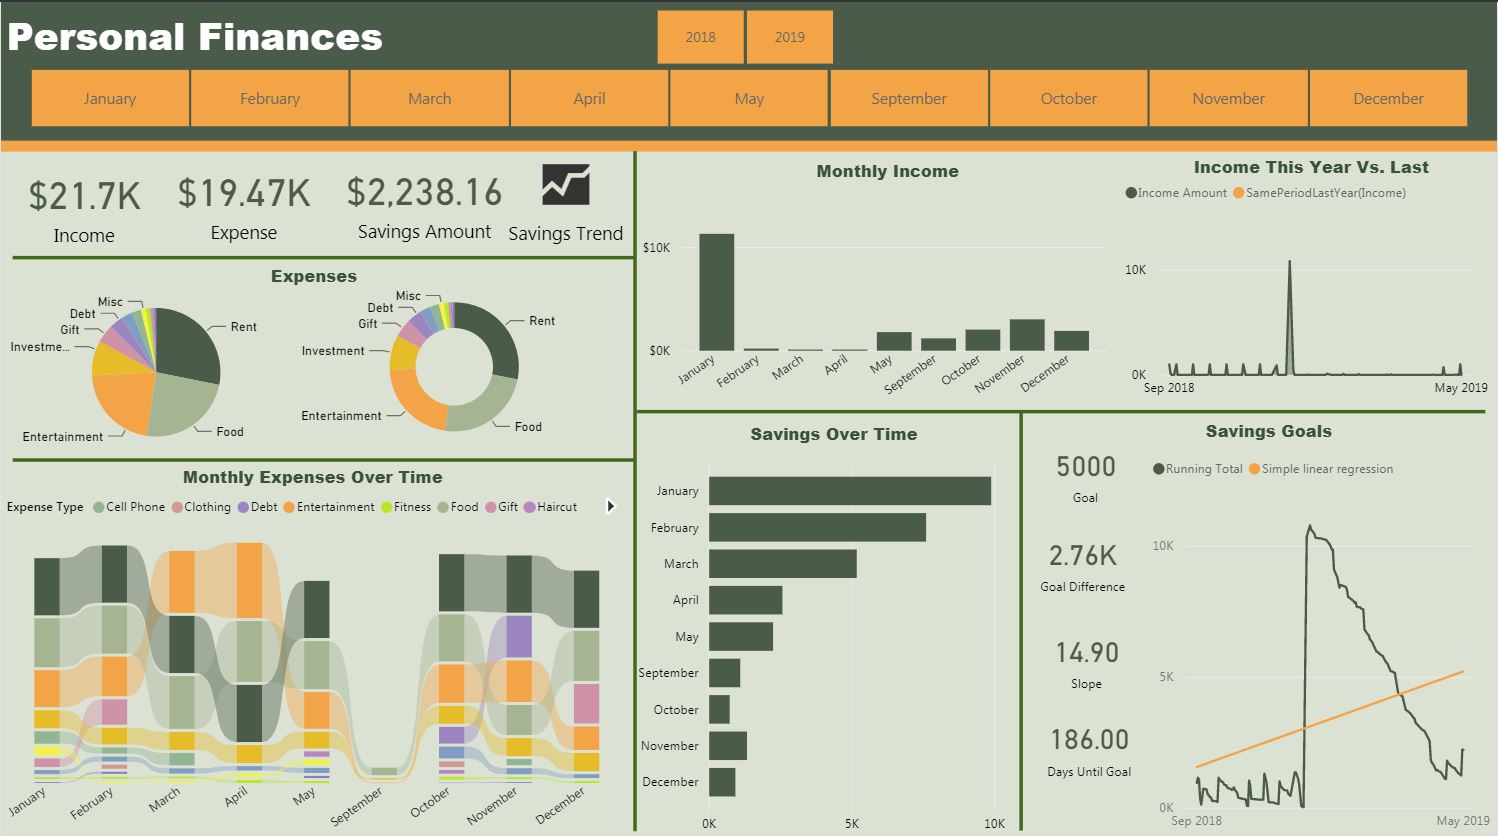 Personal Finances
2018 2019
January February March April May September October November December
$21.7K $19.47K $2,238.16
Income Expense Savings Amount Savings Trend
Expenses
Misc
Debt
Gift
Investme...
Entertainment
Rent
Food
Misc
Debt
Gift
Investment
Entertainment
Rent
Food
Monthly Expenses Over Time
Expense Type Cell Phone Clothing Debt Entertainment Fitness Food Gift Haircut
January February March April May September October November December
Monthly Income
$10K
$0K
January February March April May September October November December
Income This Year Vs. Last
Income Amount SamePeriodLastYear(Income)
10K
0K
Sep 2018 May 2019
Savings Over Time
January
February
March
April
May
September
October
November
December
0K 5K 10K
Savings Goals
5000
Goal
2.76K
Goal Difference
14.90
Slope
186.00
Days Until Goal
Running Total Simple linear regression
10K
5K
0K
Sep 2018 May 2019